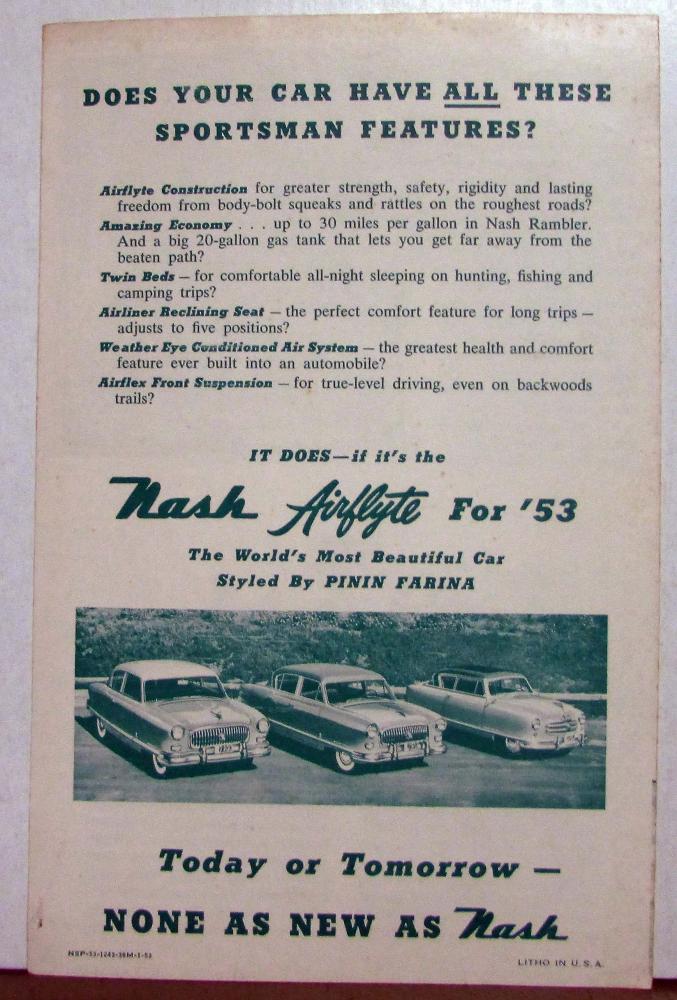 DOES YOUR CAR HAVE ALL THESE
SPORTSMAN FEATURES?
Airflyte Construction for greater strength, safety, rigidity and lasting
freedom from body-bolt squeaks and rattles on the roughest roads?
Amazing Economy . . . up to 30 miles per gallon in Nash Rambler.
And a big 20-gallon gas tank that lets you get far away from the
beaten path?
Twin Beds — for comfortable all-night sleeping on hunting, fishing and
camping trips?
Airliner Reclining Seat — the perfect comfort feature for long trips —
adjusts to five positions?
Weather Eye Conditioned Air System — the greatest health and comfort
feature ever built into an automobile?
Airflex Front Suspension — for true-level driving, even on backwoods
trails?
IT DOES—if it's the
Nash Airflyte For '53
The World's Most Beautiful Car
Styled By PININ FARINA
Today or Tomorrow —
NONE AS NEW AS Nash
LITHO IN U.S.A.